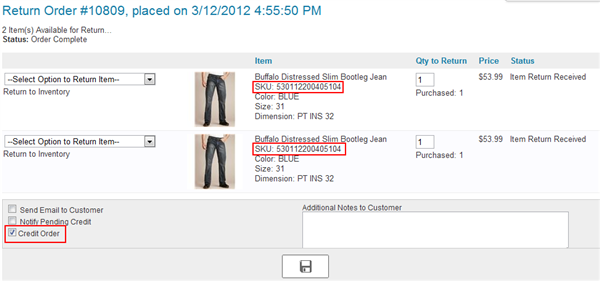 Return Order #10809, placed on 3/12/2012 4:55:50 PM
2 Item(s) Available for Return...
Status: Order Complete
Item Qty to Return Price Status
--Select Option to Return Item--
Return to Inventory
Buffalo Distressed Slim Bootleg Jean
SKU: 530112200405104
Color: BLUE
Size: 31
Dimension: PT INS 32
1
Purchased: 1
$53.99
Item Return Received
--Select Option to Return Item--
Return to Inventory
Buffalo Distressed Slim Bootleg Jean
SKU: 530112200405104
Color: BLUE
Size: 31
Dimension: PT INS 32
1
Purchased: 1
$53.99
Item Return Received
Send Email to Customer
Notify Pending Credit
Credit Order
Additional Notes to Customer